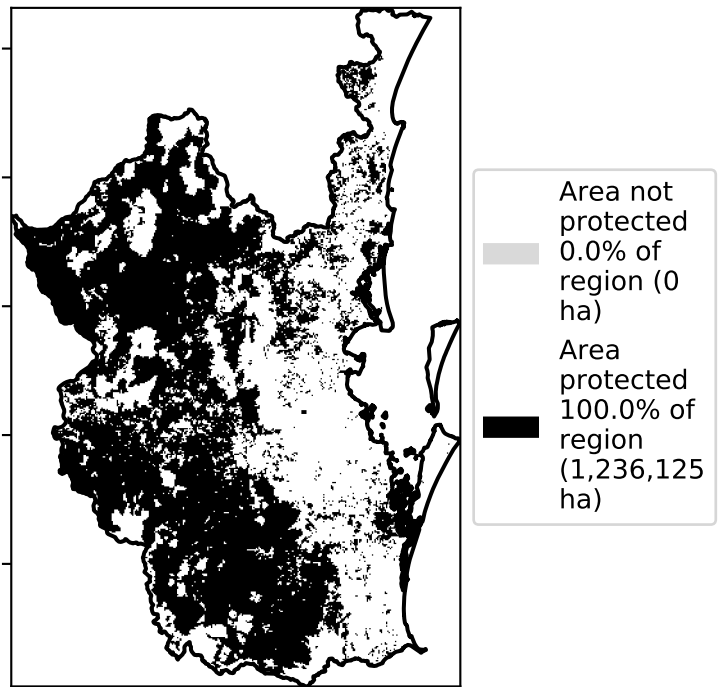 Area not
protected
0.0% of
region (0
ha)
Area
protected
100.0% of
region
(1,236,125
ha)